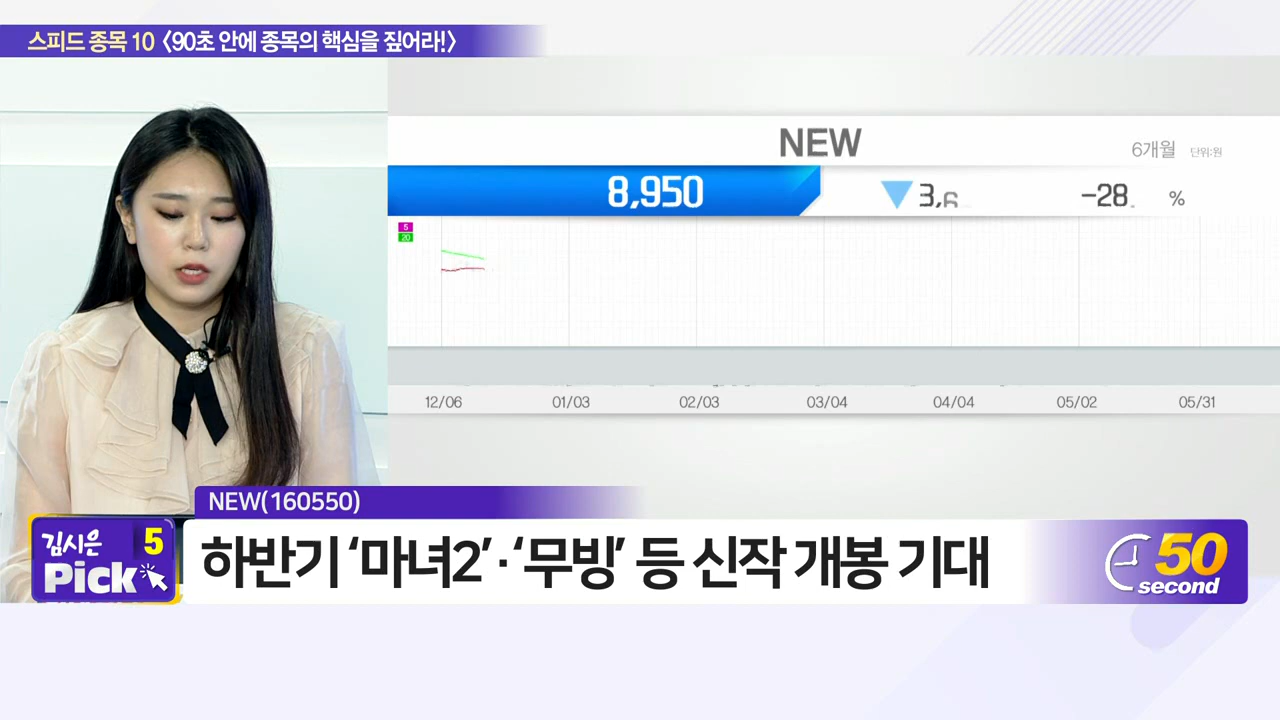 스피드 종목 10 〈90초 안에 종목의 핵심을 짚어라!〉
NEW
6개월 단위:원
8,950
▼ 3,6
-28 %
5
20
12/06 01/03 02/03 03/04 04/04 05/02 05/31
NEW(160550)
김시은 5
Pick
하반기 ‘마녀2’·‘무빙’ 등 신작 개봉 기대
50
second